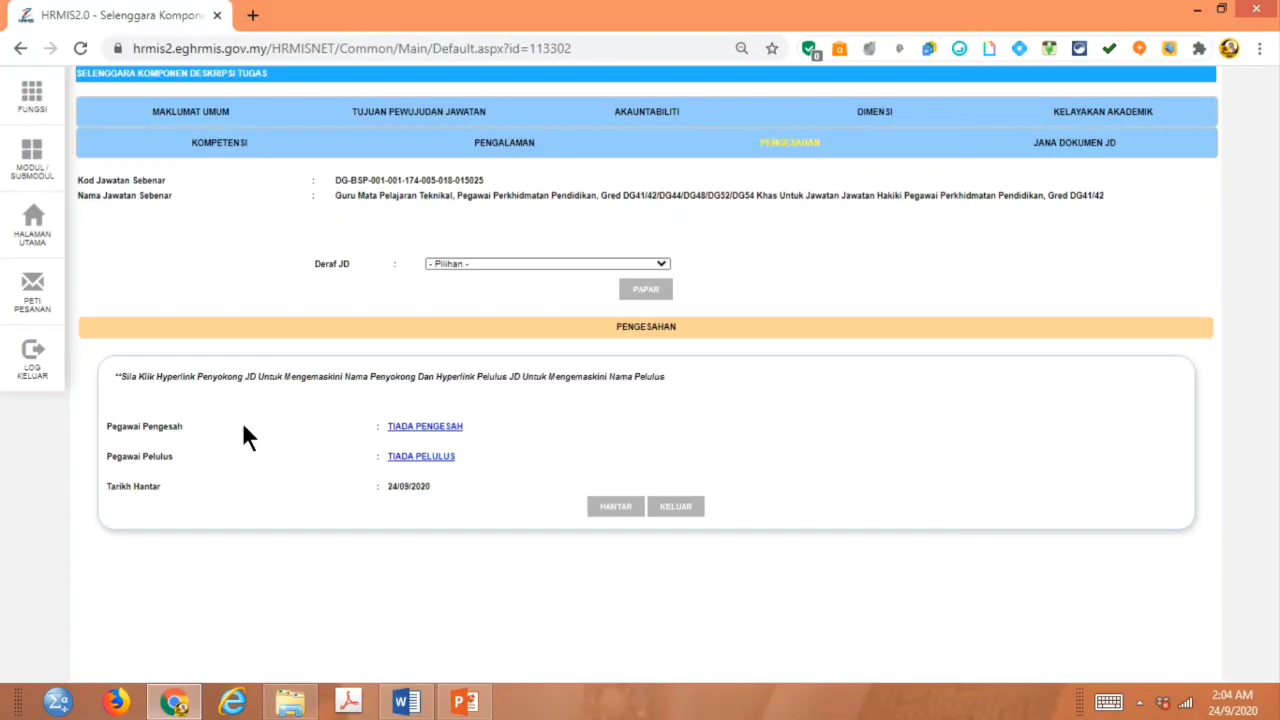 HRMIS2.0 - Selenggara Kompon
hrmis2.eghrmis.gov.my/HRMISNET/Common/Main/Default.aspx?id=113302
0
SELENGGARA KOMPONEN DESKRIPSI TUGAS
FUNGSI
MODUL / SUBMODUL
HALAMAN UTAMA
PETI PESANAN
LOG KELUAR
MAKLUMAT UMUM TUJUAN PEWUJUDAN JAWATAN AKAUNTABILITI DIMENSI KELAYAKAN AKADEMIK
KOMPETENSI PENGALAMAN PENGESAHAN JANA DOKUMEN JD
Kod Jawatan Sebenar : DG-BSP-001-001-174-005-018-015025
Nama Jawatan Sebenar : Guru Mata Pelajaran Teknikal, Pegawai Perkhidmatan Pendidikan, Gred DG41/42/DG44/DG48/DG52/DG54 Khas Untuk Jawatan Jawatan Hakiki Pegawai Perkhidmatan Pendidikan, Gred DG41/42
Deraf JD : - Pilihan -
PAPAR
PENGESAHAN
**Sila Klik Hyperlink Penyokong JD Untuk Mengemaskini Nama Penyokong Dan Hyperlink Pelulus JD Untuk Mengemaskini Nama Pelulus
Pegawai Pengesah : TIADA PENGESAH
Pegawai Pelulus : TIADA PELULUS
Tarikh Hantar : 24/09/2020
HANTAR KELUAR
2:04 AM
24/9/2020